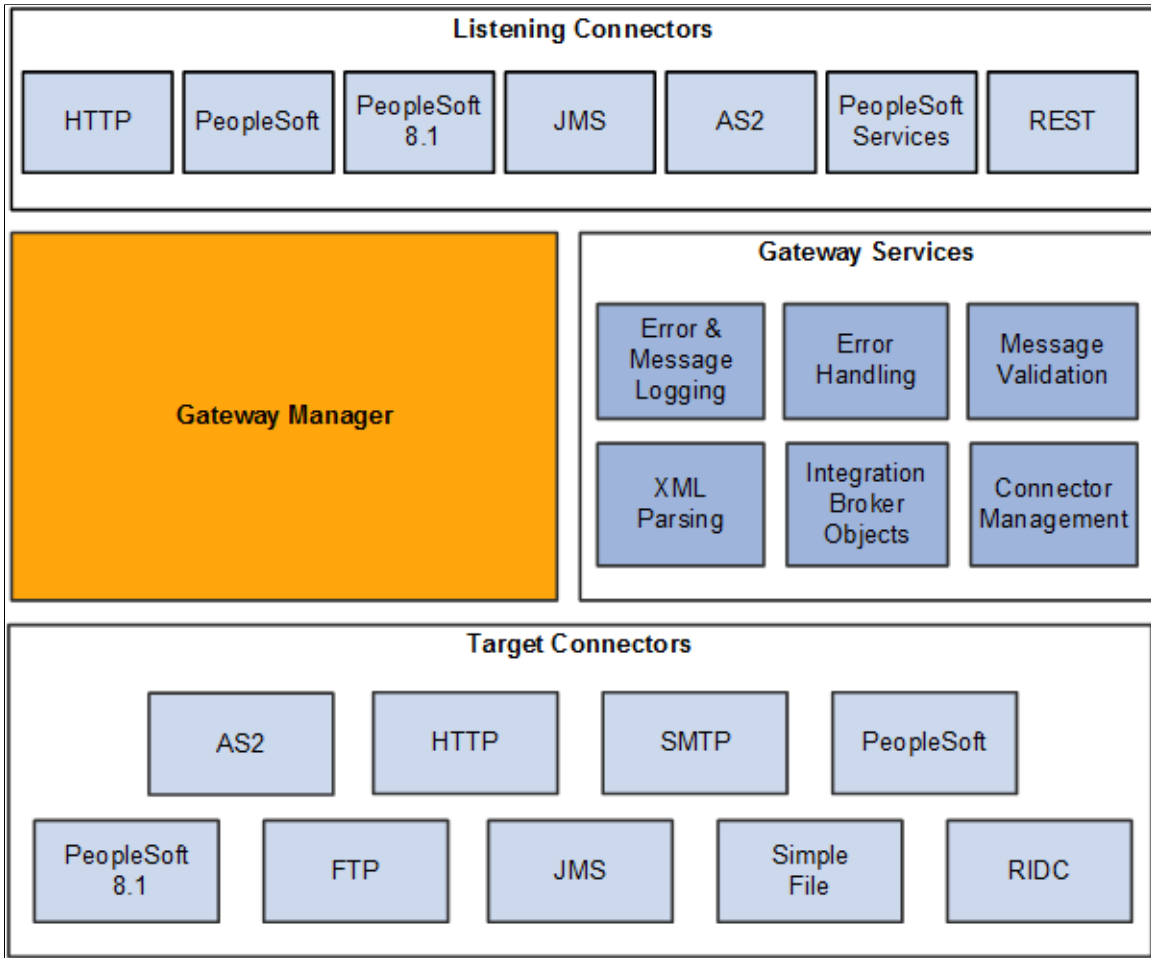 Listening Connectors
HTTP
PeopleSoft
PeopleSoft
8.1
JMS
AS2
PeopleSoft
Services
REST
Gateway Manager
Gateway Services
Error &
Message
Logging
Error
Handling
Message
Validation
XML
Parsing
Integration
Broker
Objects
Connector
Management
Target Connectors
AS2
HTTP
SMTP
PeopleSoft
PeopleSoft
8.1
FTP
JMS
Simple
File
RIDC